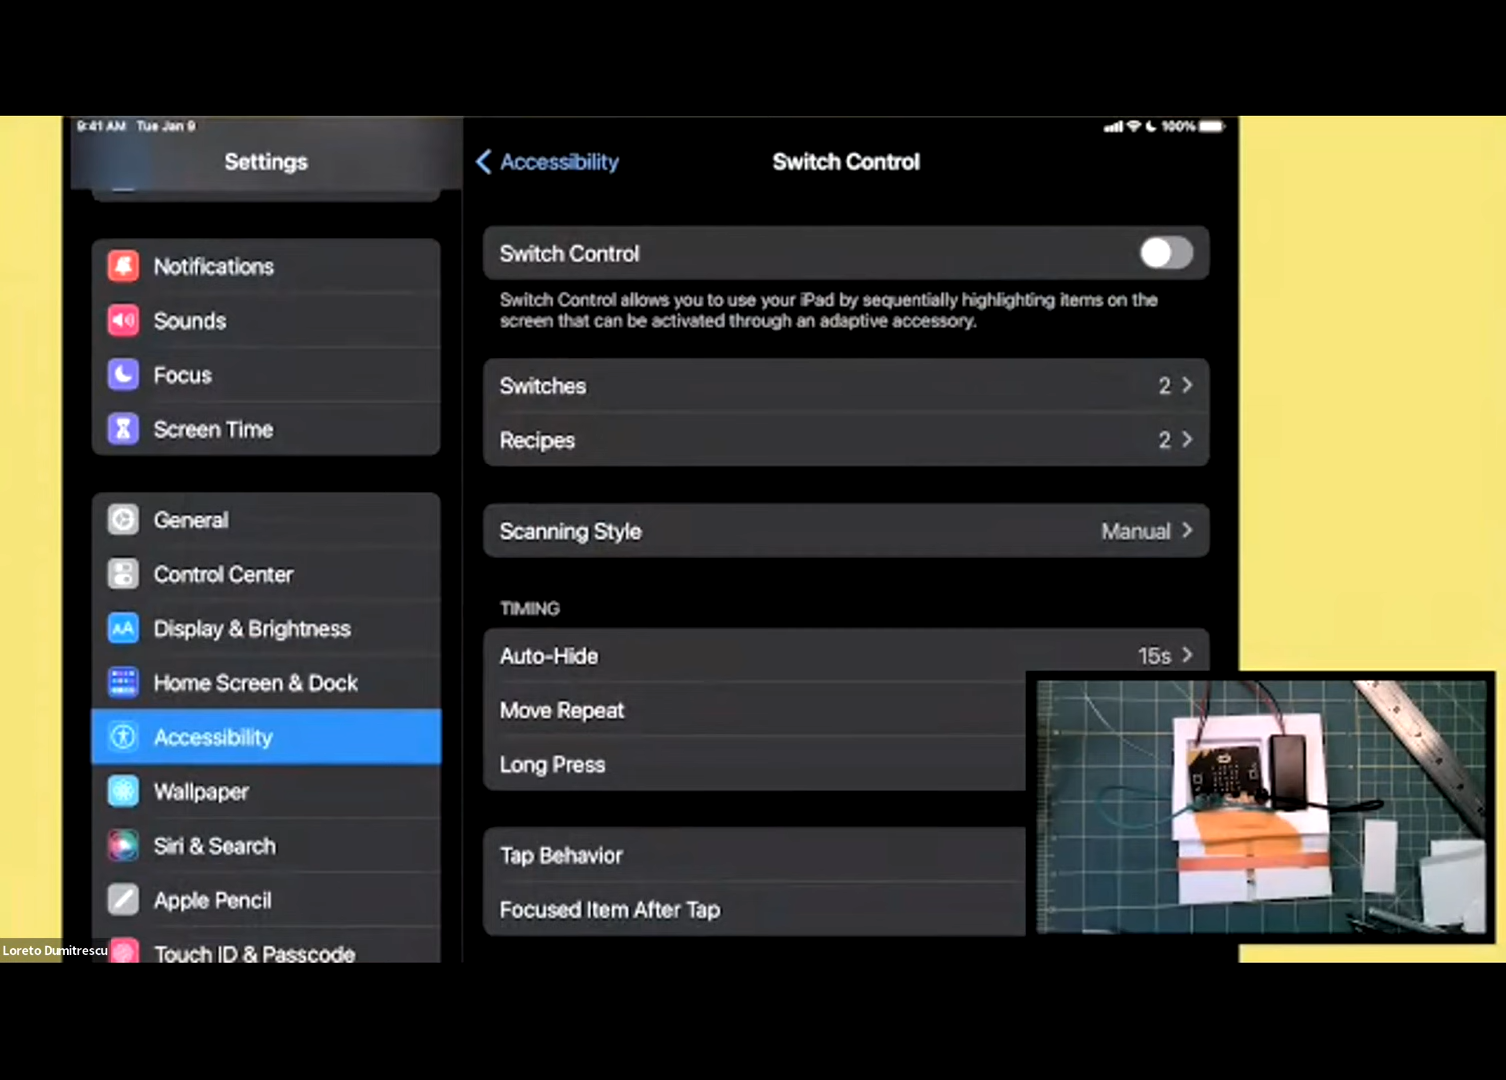 9:41 AM Tue Jan 9
100%
Settings
Accessibility
Switch Control
Notifications
Sounds
Focus
Screen Time
General
Control Center
Display & Brightness
Home Screen & Dock
Accessibility
Wallpaper
Siri & Search
Apple Pencil
Touch ID & Passcode
Switch Control
Switch Control allows you to use your iPad by sequentially highlighting items on the
screen that can be activated through an adaptive accessory.
Switches 2
Recipes 2
Scanning Style Manual
TIMING
Auto-Hide 15s
Move Repeat
Long Press
Tap Behavior
Focused Item After Tap
Loreto Dumitrescu